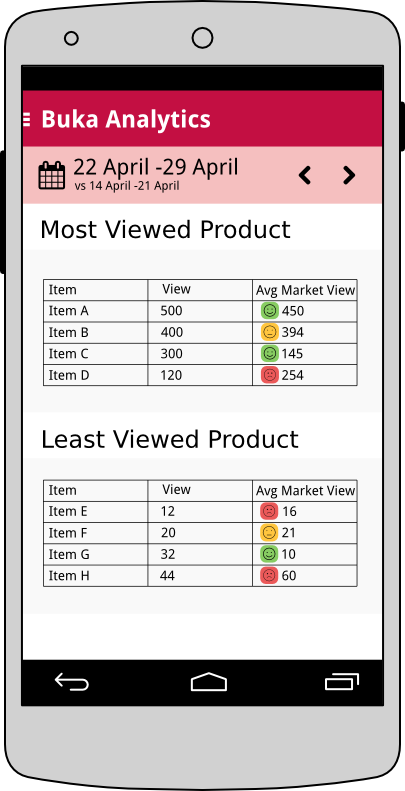 Buka Analytics
22 April -29 April
vs 14 April -21 April
Most Viewed Product
Item View Avg Market View
Item A 500 450
Item B 400 394
Item C 300 145
Item D 120 254
Least Viewed Product
Item View Avg Market View
Item E 12 16
Item F 20 21
Item G 32 10
Item H 44 60